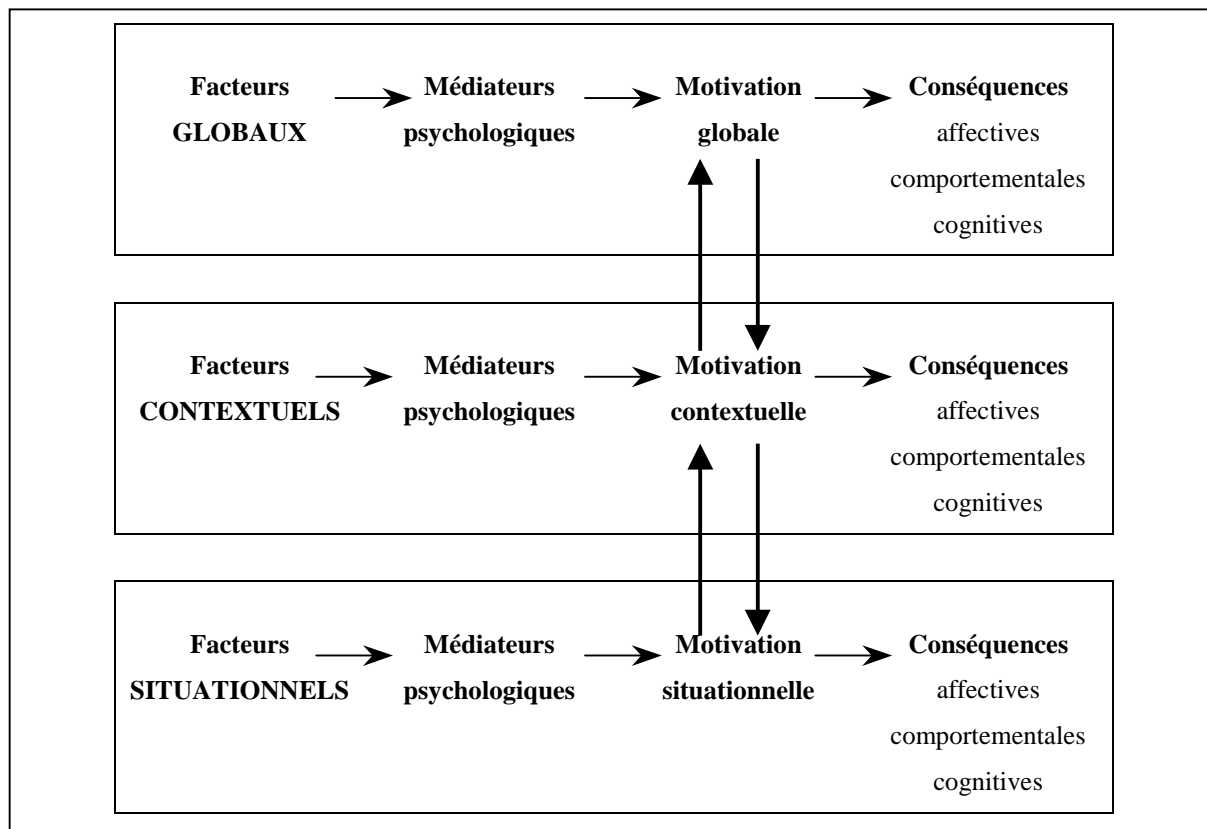 Facteurs Médiateurs Motivation Conséquences
GLOBAUX psychologiques globale affectives
comportementales
cognitives
Facteurs Médiateurs Motivation Conséquences
CONTEXTUELS psychologiques contextuelle affectives
comportementales
cognitives
Facteurs Médiateurs Motivation Conséquences
SITUATIONNELS psychologiques situationnelle affectives
comportementales
cognitives